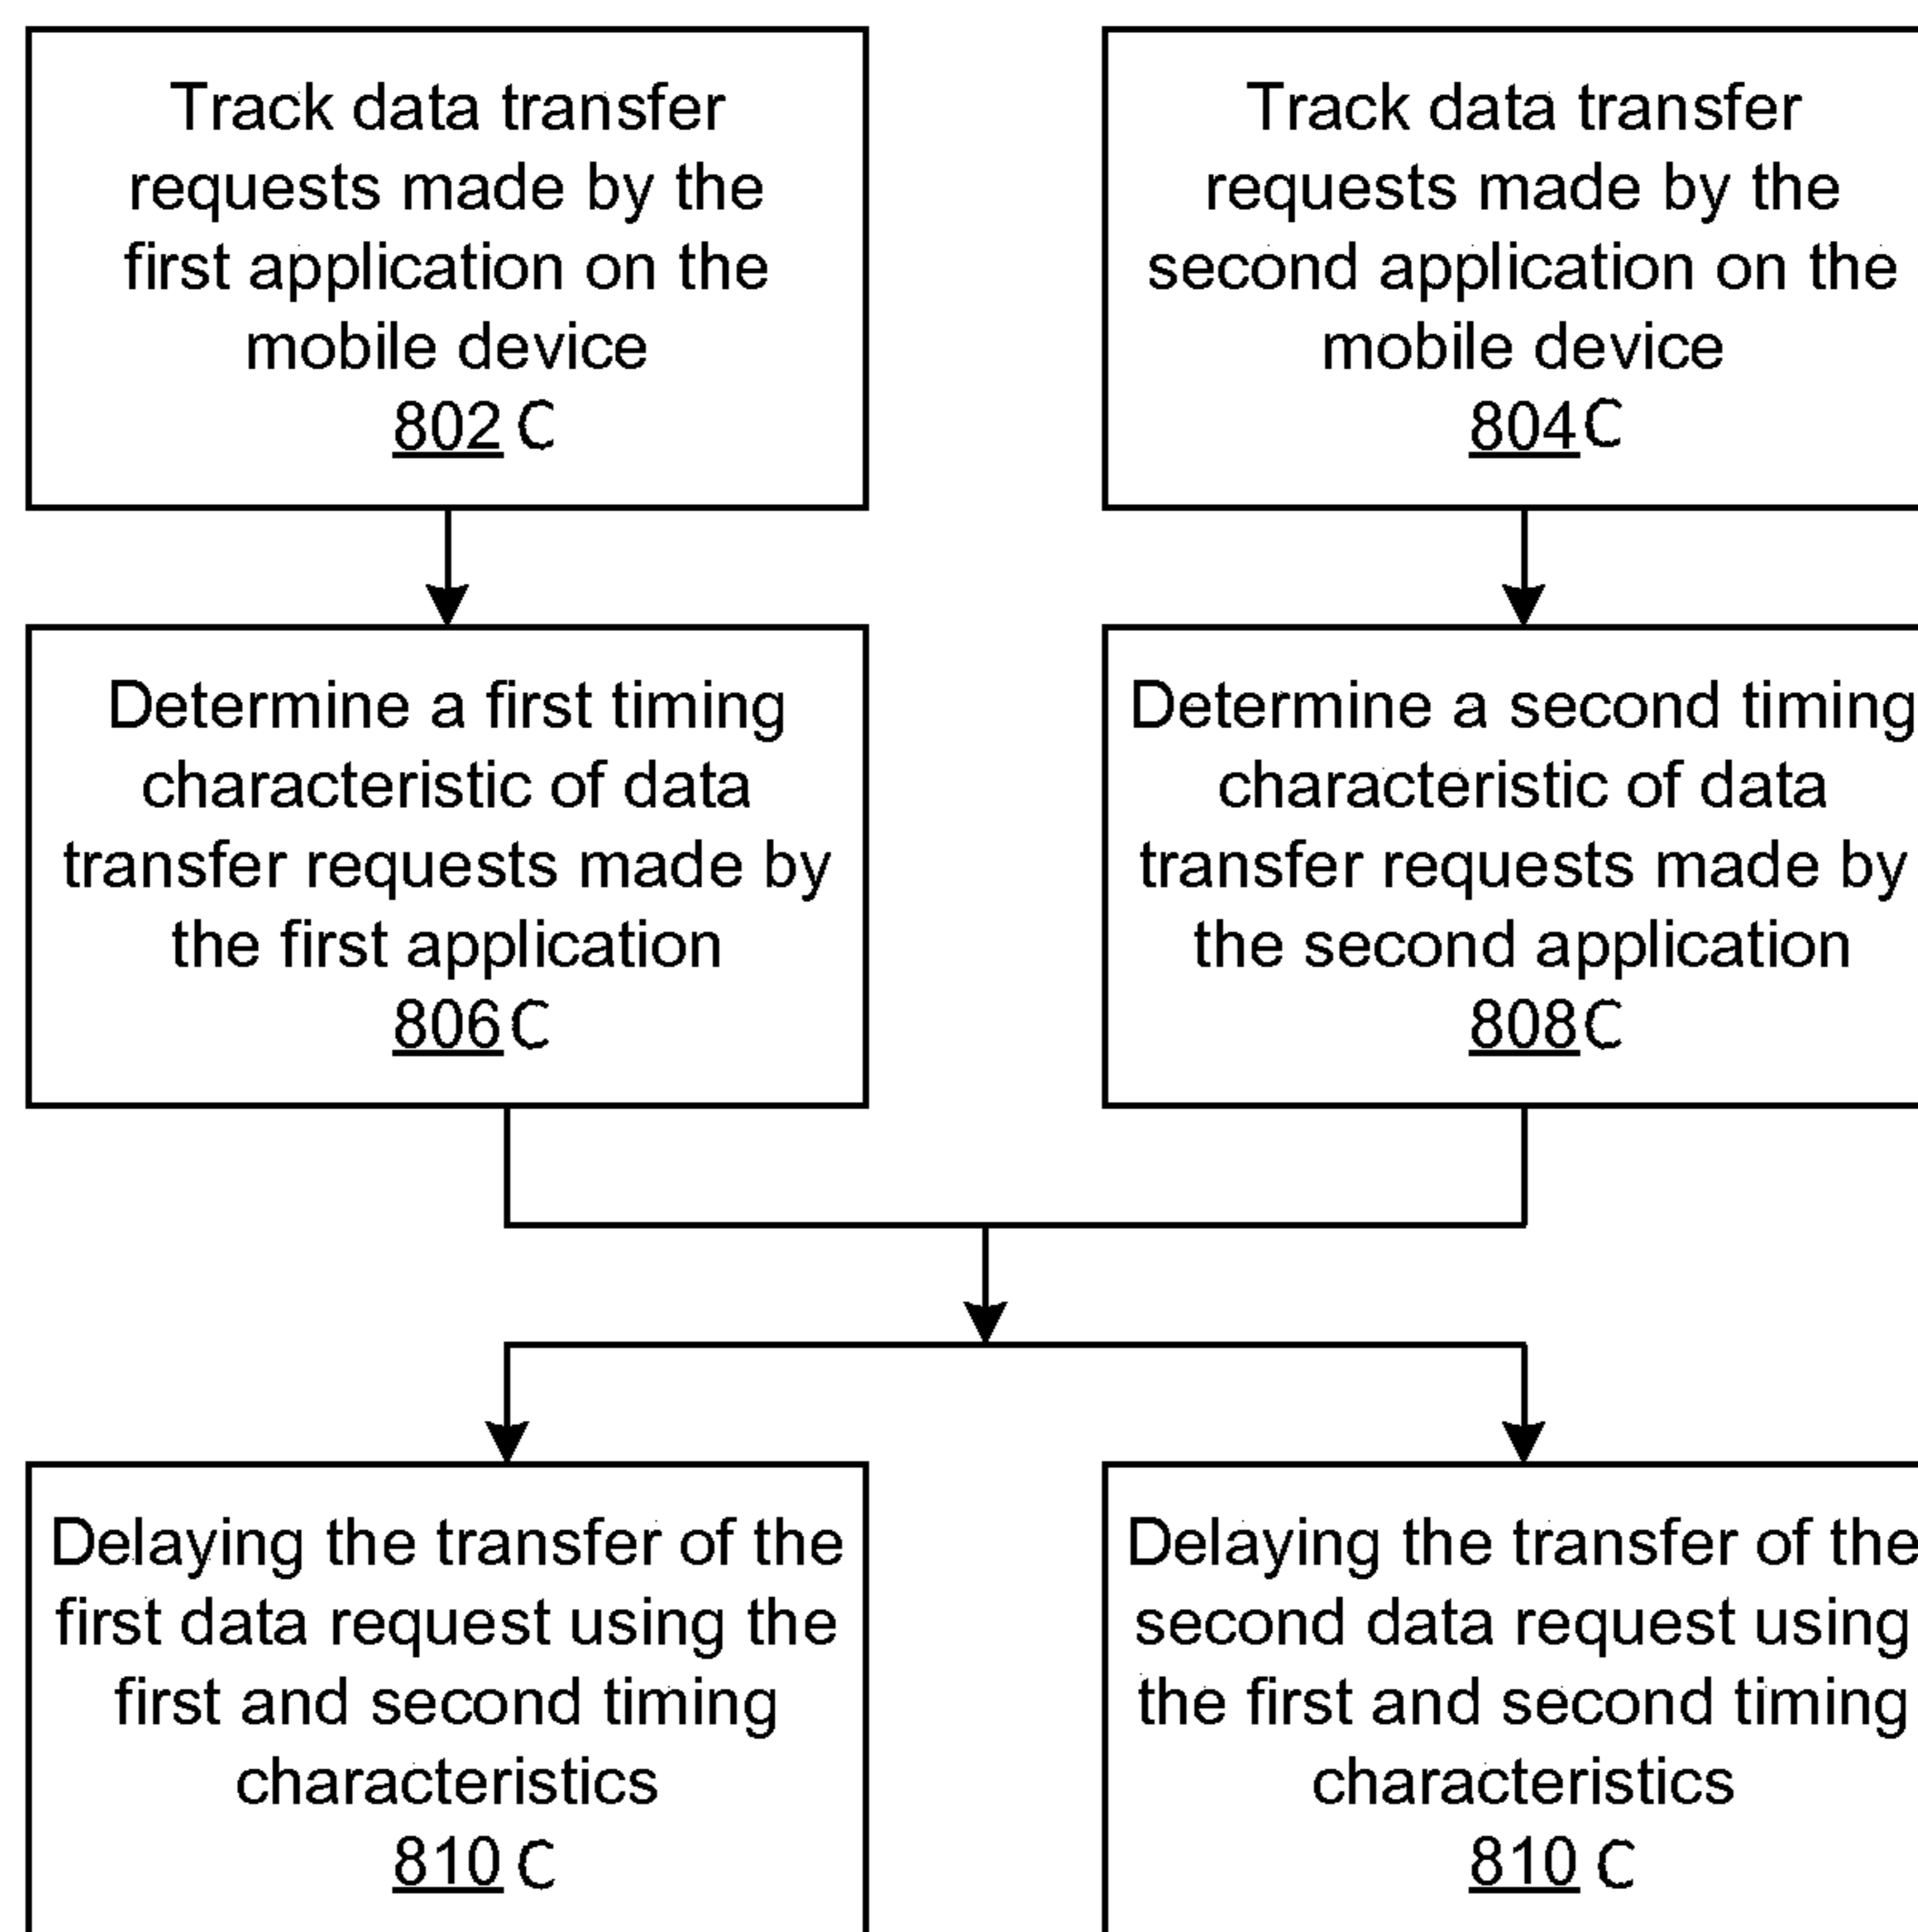 Track data transfer
requests made by the
first application on the
mobile device
802 C
Track data transfer
requests made by the
second application on the
mobile device
804 C
Determine a first timing
characteristic of data
transfer requests made by
the first application
806 C
Determine a second timing
characteristic of data
transfer requests made by
the second application
808 C
Delaying the transfer of the
first data request using the
first and second timing
characteristics
810 C
Delaying the transfer of the
second data request using
the first and second timing
characteristics
810 C